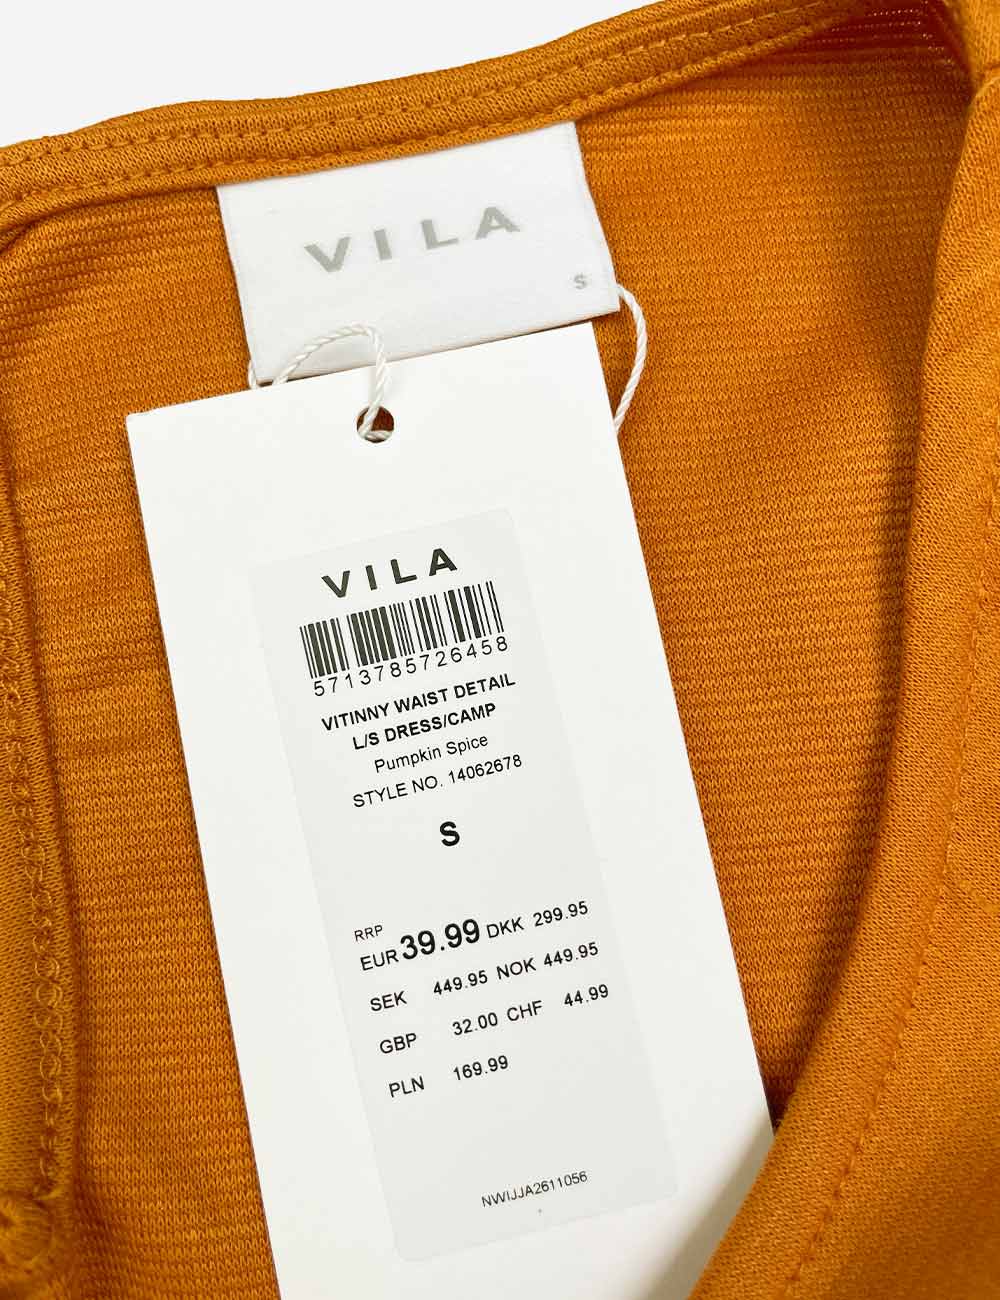 VILA
S
VILA
5713785726458
VITINNY WAIST DETAIL
L/S DRESS/CAMP
Pumpkin Spice
STYLE NO. 14062678
S
RRP
EUR 39.99 DKK 299.95
SEK 449.95 NOK 449.95
GBP 32.00 CHF 44.99
PLN 169.99
NWIJJA2611056